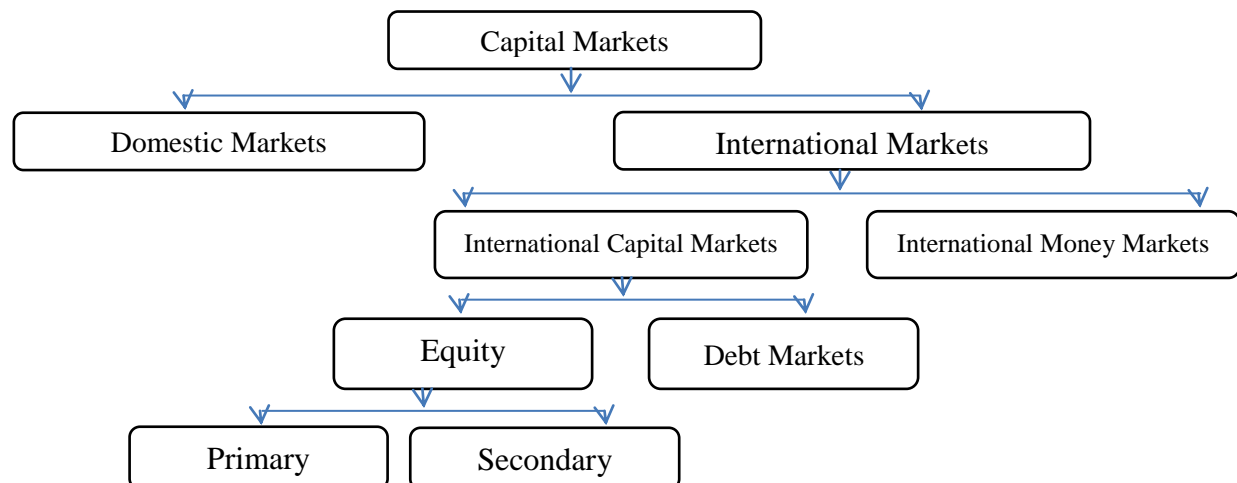 Capital Markets
Domestic Markets
International Markets
International Capital Markets
International Money Markets
Equity
Debt Markets
Primary
Secondary